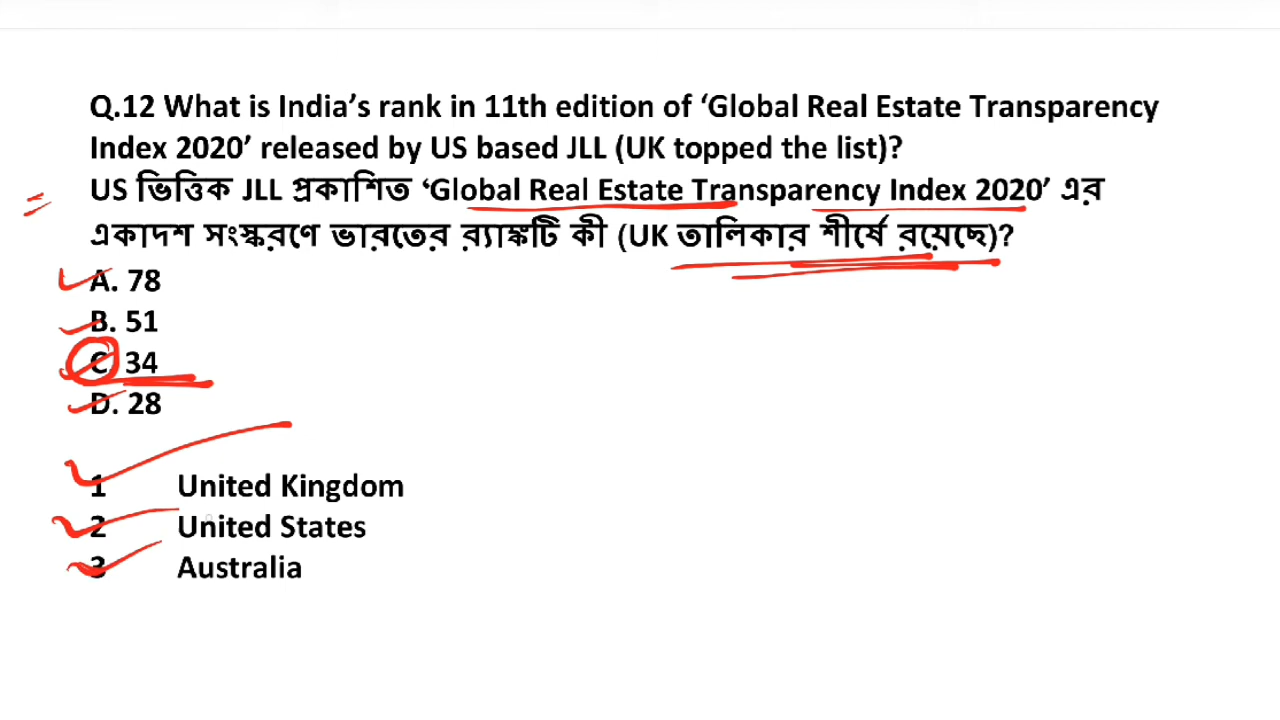 Q.12 What is India’s rank in 11th edition of ‘Global Real Estate Transparency
Index 2020’ released by US based JLL (UK topped the list)?
US ভিত্তিক JLL প্রকাশিত ‘Global Real Estate Transparency Index 2020’ এর
একাদশ সংস্করণে ভারতের র‍্যাঙ্কটি কী (UK তালিকার শীর্ষে রয়েছে)?
A. 78
B. 51
C. 34
D. 28
1 United Kingdom
2 United States
3 Australia